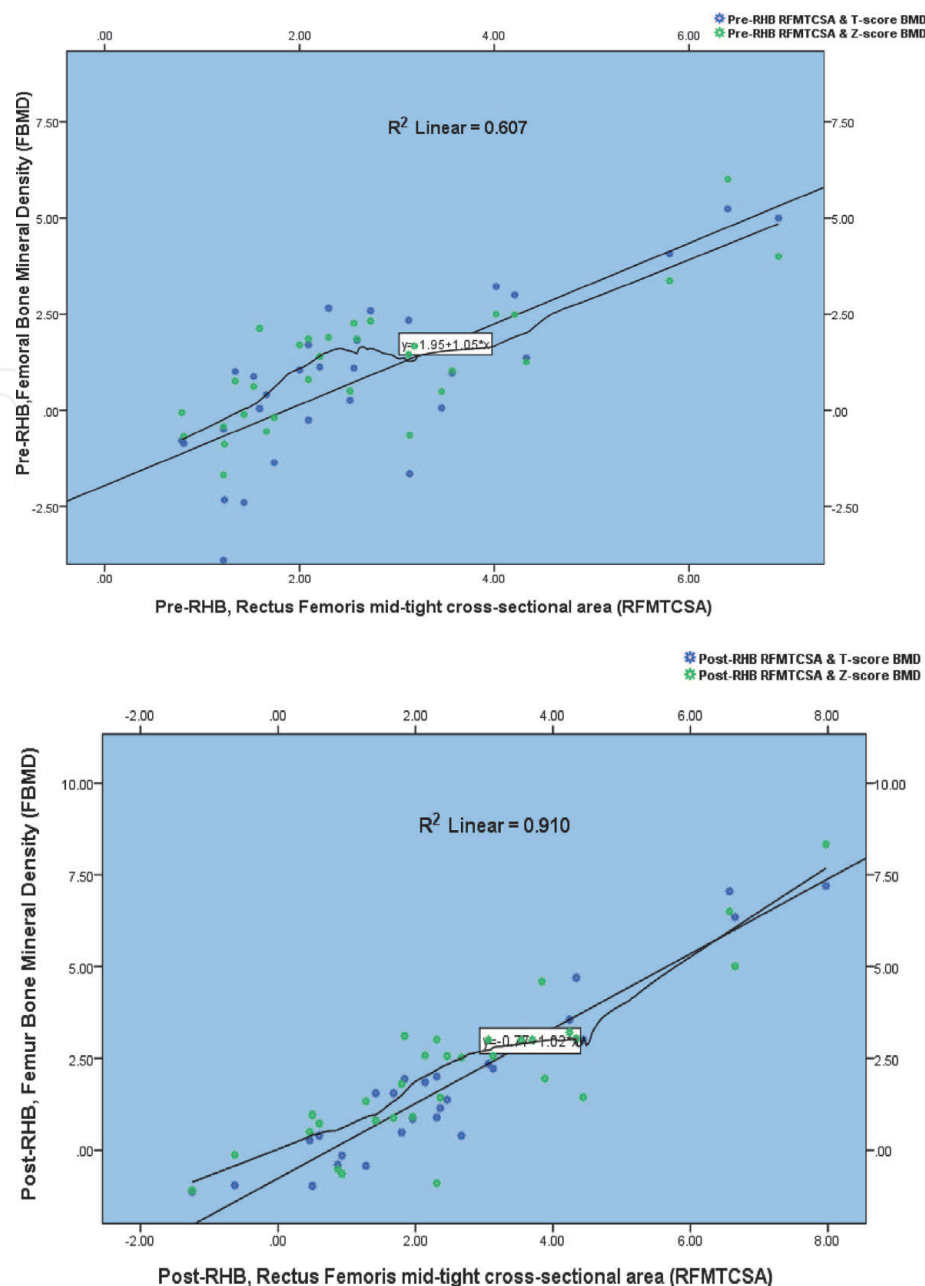 Pre-RHB RFMTCSA & T-score BMD
Pre-RHB RFMTCSA & Z-score BMD
.00 2.00 4.00 6.00
R² Linear = 0.607
7.50 7.50
5.00 5.00
2.50 2.50
y=-1.95+1.05*x
.00 .00
-2.50 -2.50
Pre-RHB,Femoral Bone Mineral Density (FBMD)
.00 2.00 4.00 6.00
Pre-RHB, Rectus Femoris mid-tight cross-sectional area (RFMTCSA)
Post-RHB RFMTCSA & T-score BMD
Post-RHB RFMTCSA & Z-score BMD
-2.00 .00 2.00 4.00 6.00 8.00
10.00 10.00
R² Linear = 0.910
7.50 7.50
5.00 5.00
y=-0.77+1.02*x
2.50 2.50
.00 .00
Post-RHB, Femur Bone Mineral Density (FBMD)
-2.00 .00 2.00 4.00 6.00 8.00
Post-RHB, Rectus Femoris mid-tight cross-sectional area (RFMTCSA)